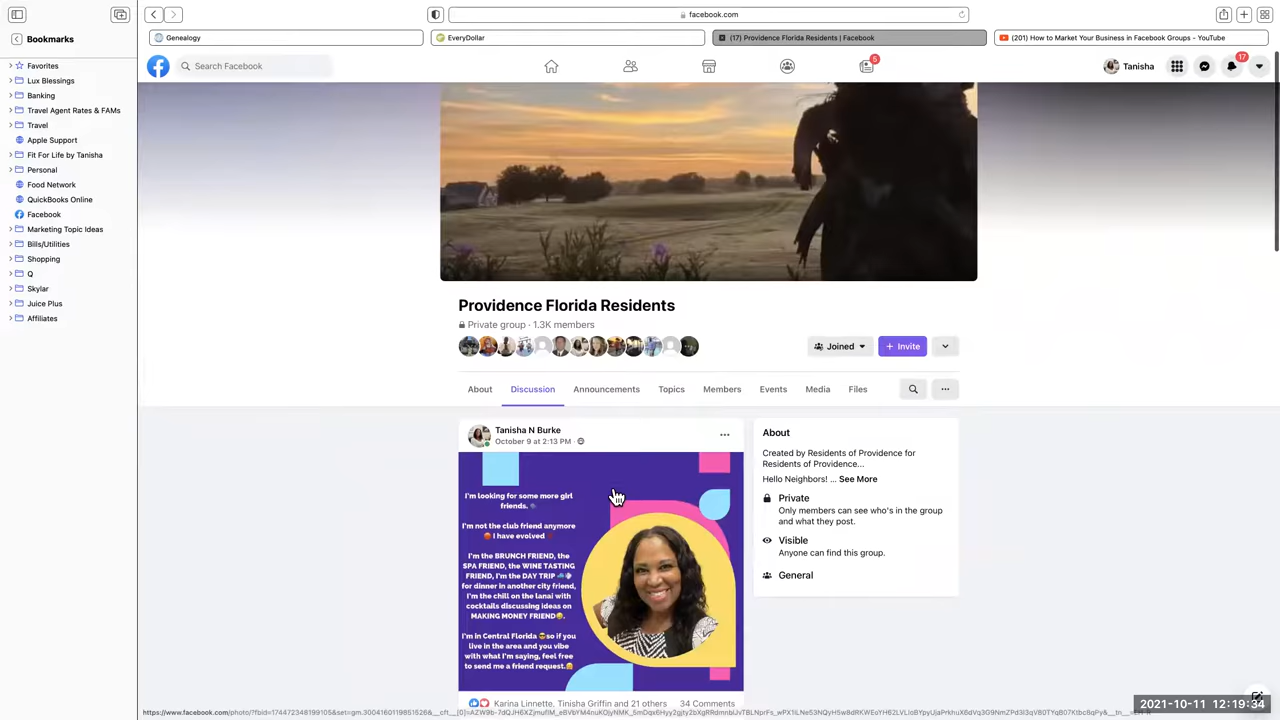 Bookmarks
Favorites
Lux Blessings
Banking
Travel Agent Rates & FAMs
Travel
Apple Support
Fit For Life by Tanisha
Personal
Food Network
QuickBooks Online
Facebook
Marketing Topic Ideas
Bills/Utilities
Shopping
Q
Skylar
Juice Plus
Affiliates
facebook.com
Genealogy
EveryDollar
(17) Providence Florida Residents | Facebook
(201) How to Market Your Business in Facebook Groups - YouTube
Search Facebook
5
Tanisha
17
Providence Florida Residents
Private group · 1.3K members
Joined
+ Invite
About Discussion Announcements Topics Members Events Media Files
Tanisha N Burke
October 9 at 2:13 PM ·
I'm looking for some more girl
friends.
I'm not the club friend anymore
I have evolved
I'm the BRUNCH FRIEND, the
SPA FRIEND, the WINE TASTING
FRIEND, I'm the DAY TRIP
for dinner in another city friend,
I'm the chill on the lanai with
cocktails discussing ideas on
MAKING MONEY FRIEND.
I'm in Central Florida so if you
live in the area and you vibe
with what I'm saying, feel free
to send me a friend request.
Karina Linnette, Tinisha Griffin and 21 others
34 Comments
About
Created by Residents of Providence for
Residents of Providence...
Hello Neighbors! ... See More
Private
Only members can see who's in the group
and what they post.
Visible
Anyone can find this group.
General
2021-10-11 12:19:34